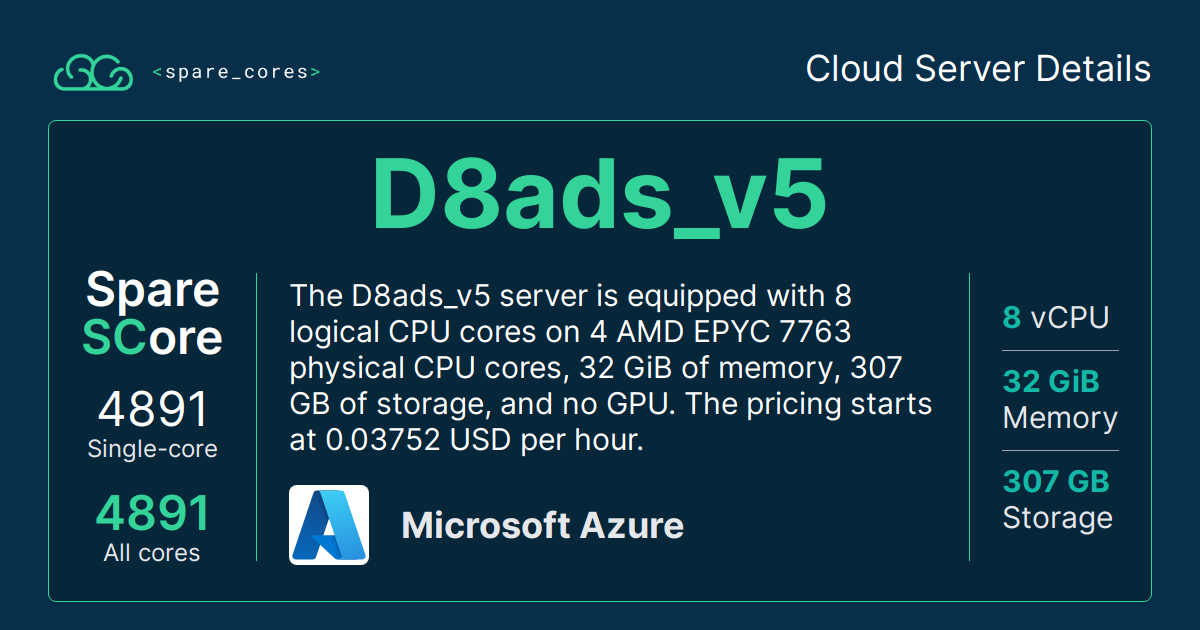 <spare_cores>
Cloud Server Details
D8ads_v5
Spare
SCore
4891
Single-core
4891
All cores
The D8ads_v5 server is equipped with 8
logical CPU cores on 4 AMD EPYC 7763
physical CPU cores, 32 GiB of memory, 307
GB of storage, and no GPU. The pricing starts
at 0.03752 USD per hour.
Microsoft Azure
8 vCPU
32 GiB
Memory
307 GB
Storage